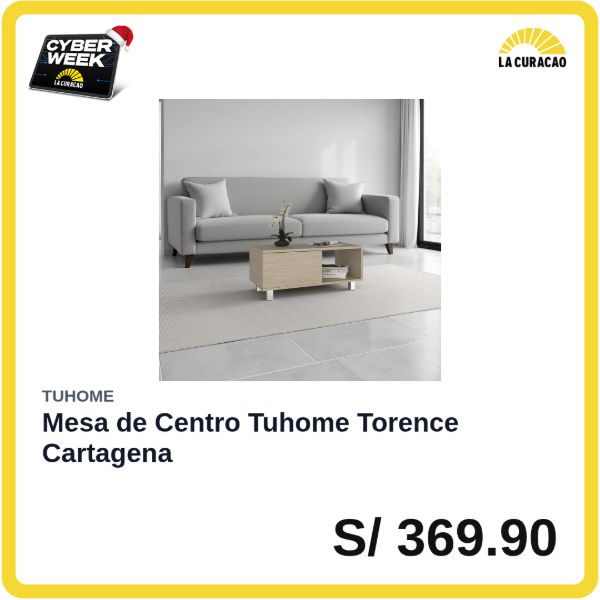 CYBER
WEEK
LA CURACAO
LA CURACAO
TUHOME
Mesa de Centro Tuhome Torence
Cartagena
S/ 369.90